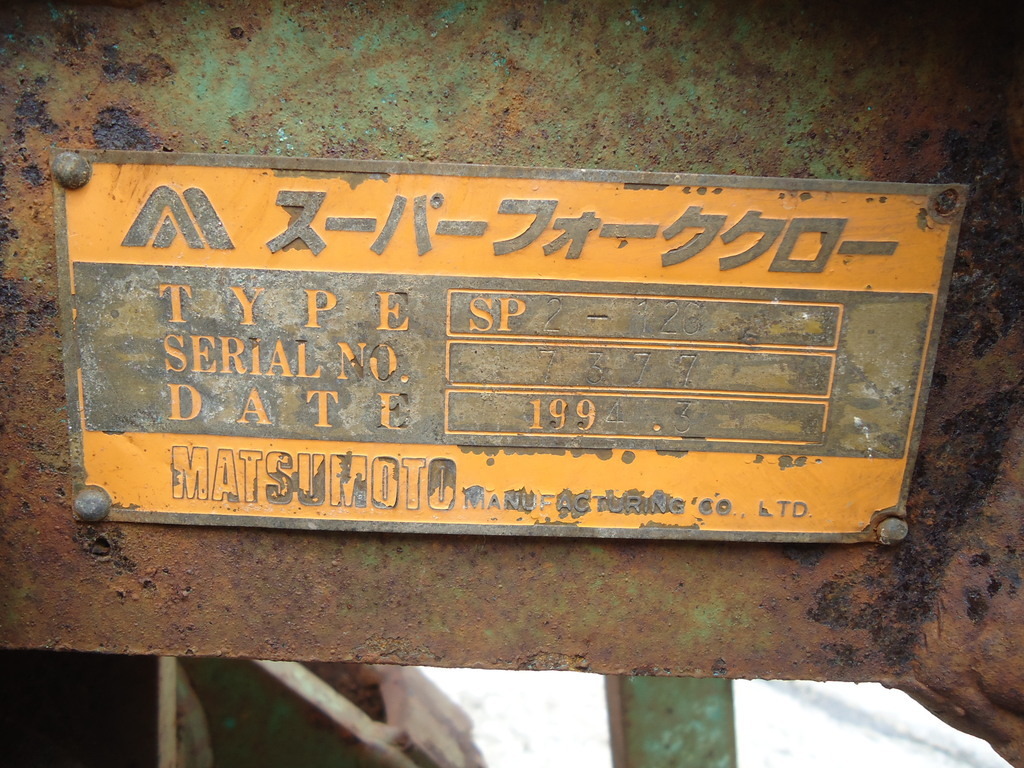 スーパーフォーククロー
TYPE SP 2-120
SERIAL NO. 7377
DATE 1994.3
MATSUMOTO MANUFACTURING CO., LTD.